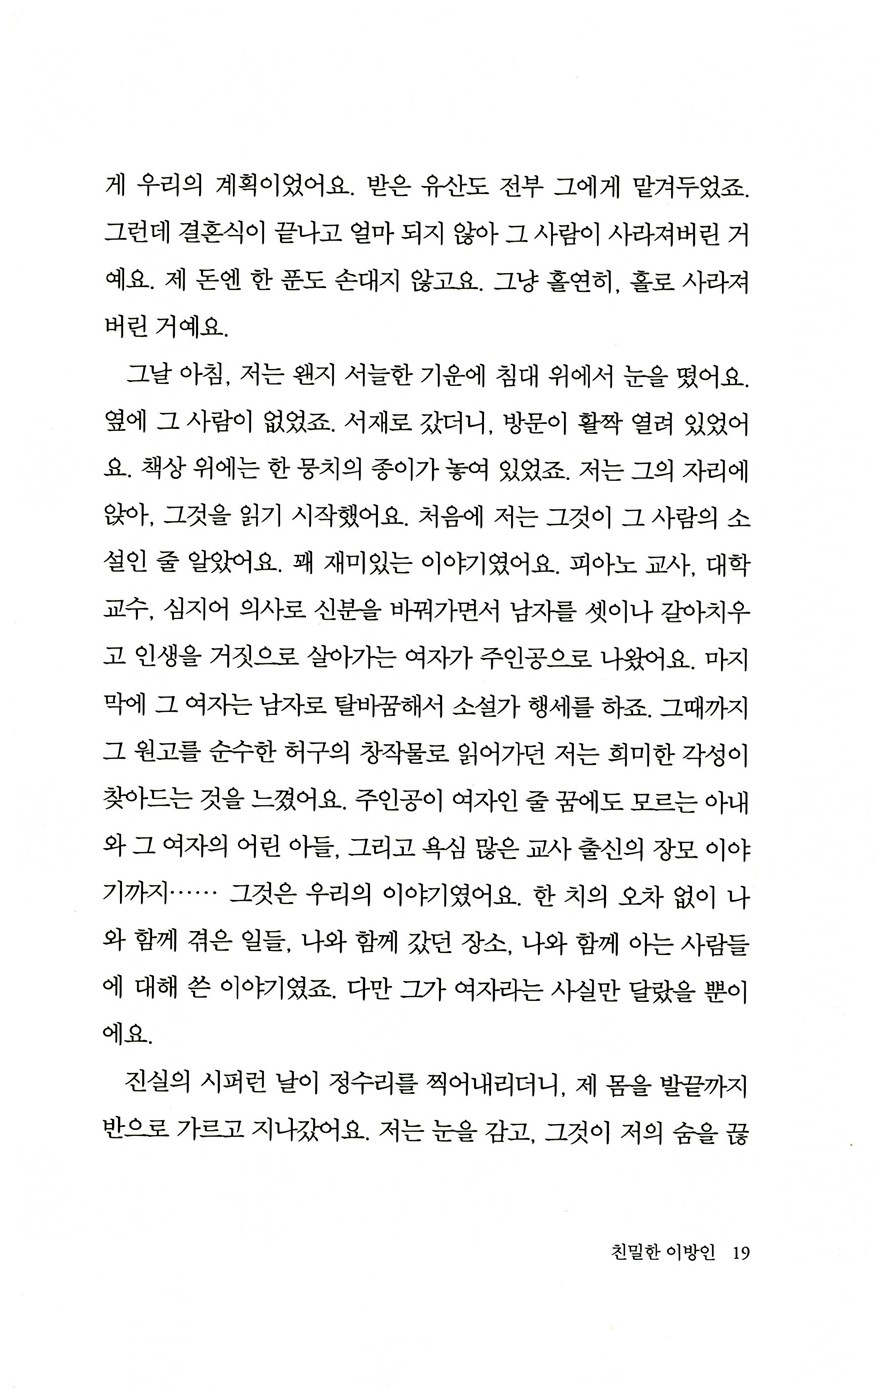 게 우리의 계획이었어요. 받은 유산도 전부 그에게 맡겨두었죠.
그런데 결혼식이 끝나고 얼마 되지 않아 그 사람이 사라져버린 거
예요. 제 돈엔 한 푼도 손대지 않고요. 그냥 홀연히, 홀로 사라져
버린 거예요.
그날 아침, 저는 왠지 서늘한 기운에 침대 위에서 눈을 떴어요.
옆에 그 사람이 없었죠. 서재로 갔더니, 방문이 활짝 열려 있었어
요. 책상 위에는 한 뭉치의 종이가 놓여 있었죠. 저는 그의 자리에
앉아, 그것을 읽기 시작했어요. 처음에 저는 그것이 그 사람의 소
설인 줄 알았어요. 꽤 재미있는 이야기였어요. 피아노 교사, 대학
교수, 심지어 의사로 신분을 바꿔가면서 남자를 셋이나 갈아치우
고 인생을 거짓으로 살아가는 여자가 주인공으로 나왔어요. 마지
막에 그 여자는 남자로 탈바꿈해서 소설가 행세를 하죠. 그때까지
그 원고를 순수한 허구의 창작물로 읽어가던 저는 희미한 각성이
찾아드는 것을 느꼈어요. 주인공이 여자인 줄 꿈에도 모르는 아내
와 그 여자의 어린 아들, 그리고 욕심 많은 교사 출신의 장모 이야
기까지…… 그것은 우리의 이야기였어요. 한 치의 오차 없이 나
와 함께 겪은 일들, 나와 함께 갔던 장소, 나와 함께 아는 사람들
에 대해 쓴 이야기였죠. 다만 그가 여자라는 사실만 달랐을 뿐이
에요.
진실의 시퍼런 날이 정수리를 찍어내리더니, 제 몸을 발끝까지
반으로 가르고 지나갔어요. 저는 눈을 감고, 그것이 저의 숨을 끊
친밀한 이방인 19